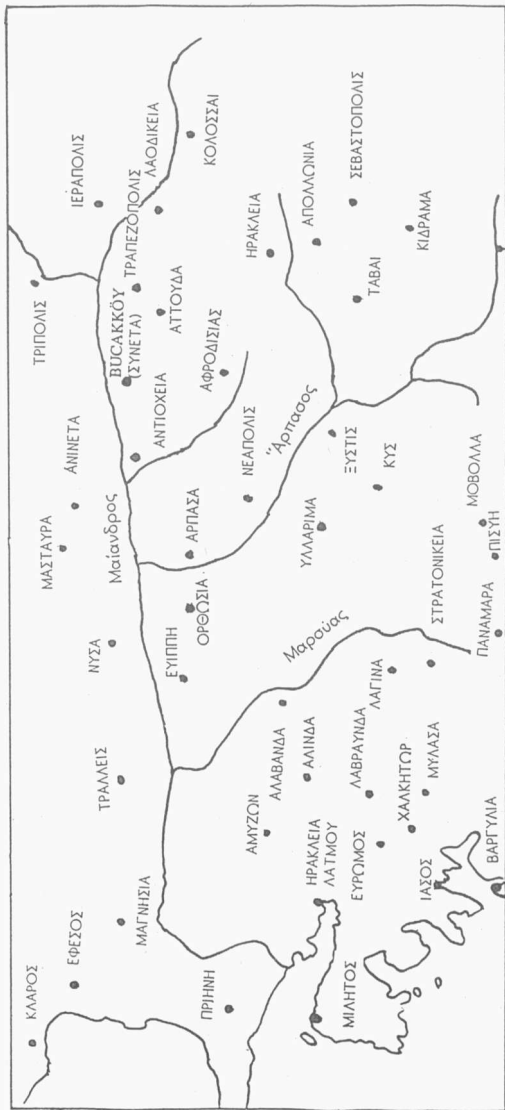 ΚΛΑΡΟΣ
ΕΦΕΣΟΣ
ΜΑΓΝΗΣΙΑ
ΠΡΙΗΝΗ
ΤΡΑΛΛΕΙΣ
ΝΥΣΑ
ΜΑΣΤΑΥΡΑ
ΑΝΙΝΕΤΑ
ΤΡΙΠΟΛΙΣ
ΙΕΡΑΠΟΛΙΣ
Μαίανδρος
BUCAKKÖY
(ΣΥΝΕΤΑ)
ΤΡΑΠΕΖΟΠΟΛΙΣ
ΛΑΟΔΙΚΕΙΑ
ΚΟΛΟΣΣΑΙ
ΑΝΤΙΟΧΕΙΑ
ΑΤΤΟΥΔΑ
ΑΦΡΟΔΙΣΙΑΣ
ΕΥΙΠΠΗ
ΟΡΘΩΣΙΑ
ΑΡΠΑΣΑ
ΝΕΑΠΟΛΙΣ
Ἅρπασος
ΗΡΑΚΛΕΙΑ
ΑΠΟΛΛΩΝΙΑ
ΣΕΒΑΣΤΟΠΟΛΙΣ
ΤΑΒΑΙ
ΚΙΔΡΑΜΑ
ΑΜΥΖΩΝ
ΑΛΑΒΑΝΔΑ
ΑΛΙΝΔΑ
Μαρσύας
ΥΛΛΑΡΙΜΑ
ΞΥΣΤΙΣ
ΚΥΣ
ΗΡΑΚΛΕΙΑ
ΛΑΤΜΟΥ
ΜΙΛΗΤΟΣ
ΕΥΡΩΜΟΣ
ΛΑΒΡΑΥΝΔΑ
ΧΑΛΚΗΤΩΡ
ΜΥΛΑΣΑ
ΛΑΓΙΝΑ
ΣΤΡΑΤΟΝΙΚΕΙΑ
ΙΑΣΟΣ
ΒΑΡΓΥΛΙΑ
ΠΑΝΑΜΑΡΑ
ΠΙΣΥΗ
ΜΟΒΟΛΛΑ